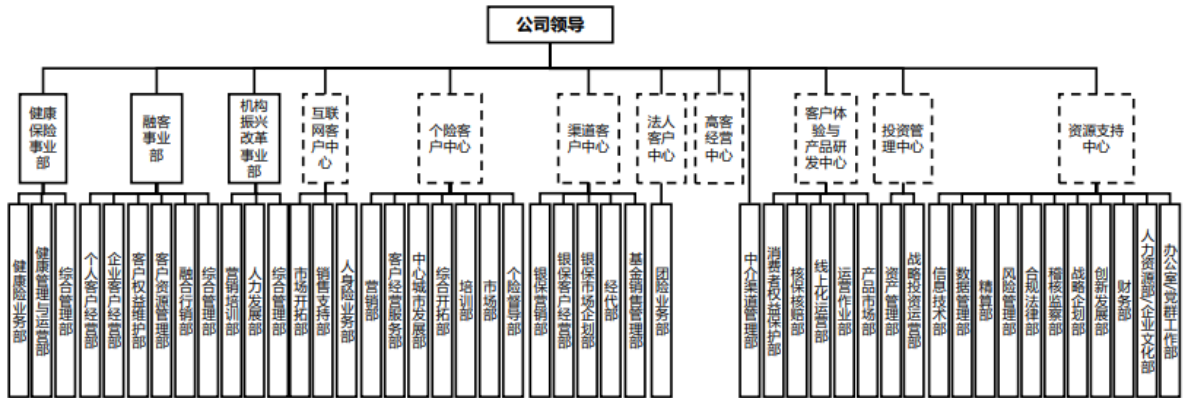 公司领导
健康
保险
事业
部
融客
事业
部
机构
振兴
改革
事业
部
互联
网客
户中
心
个险客
户中心
渠道客
户中心
法人
客户
中心
高客
经营
中心
客户体
验与
产品研
发中心
投资管
理中心
资源支持
中心
健康险业务部
健康管理与运营部
综合管理部
个人客户经营部
企业客户经营部
客户权益维护部
客户资源管理部
融合行销部
综合管理部
营销培训部
人力发展部
综合管理部
市场开拓部
销售支持部
人身险业务部
营销部
客户经营服务部
中心城市发展部
综合开拓部
培训部
市场部
个险督导部
银保营销部
银保客户经营部
银保市场企划部
经代部
基金销售管理部
团险业务部
中介渠道管理部
消费者权益保护部
核保核赔部
线上化运营部
运营作业部
产品市场部
资产管理部
战略投资运营部
信息技术部
数据管理部
精算部
风险管理部
合规法律部
稽核监察部
战略企划部
创新发展部
财务部
人力资源部/企业文化部
办公室/党群工作部